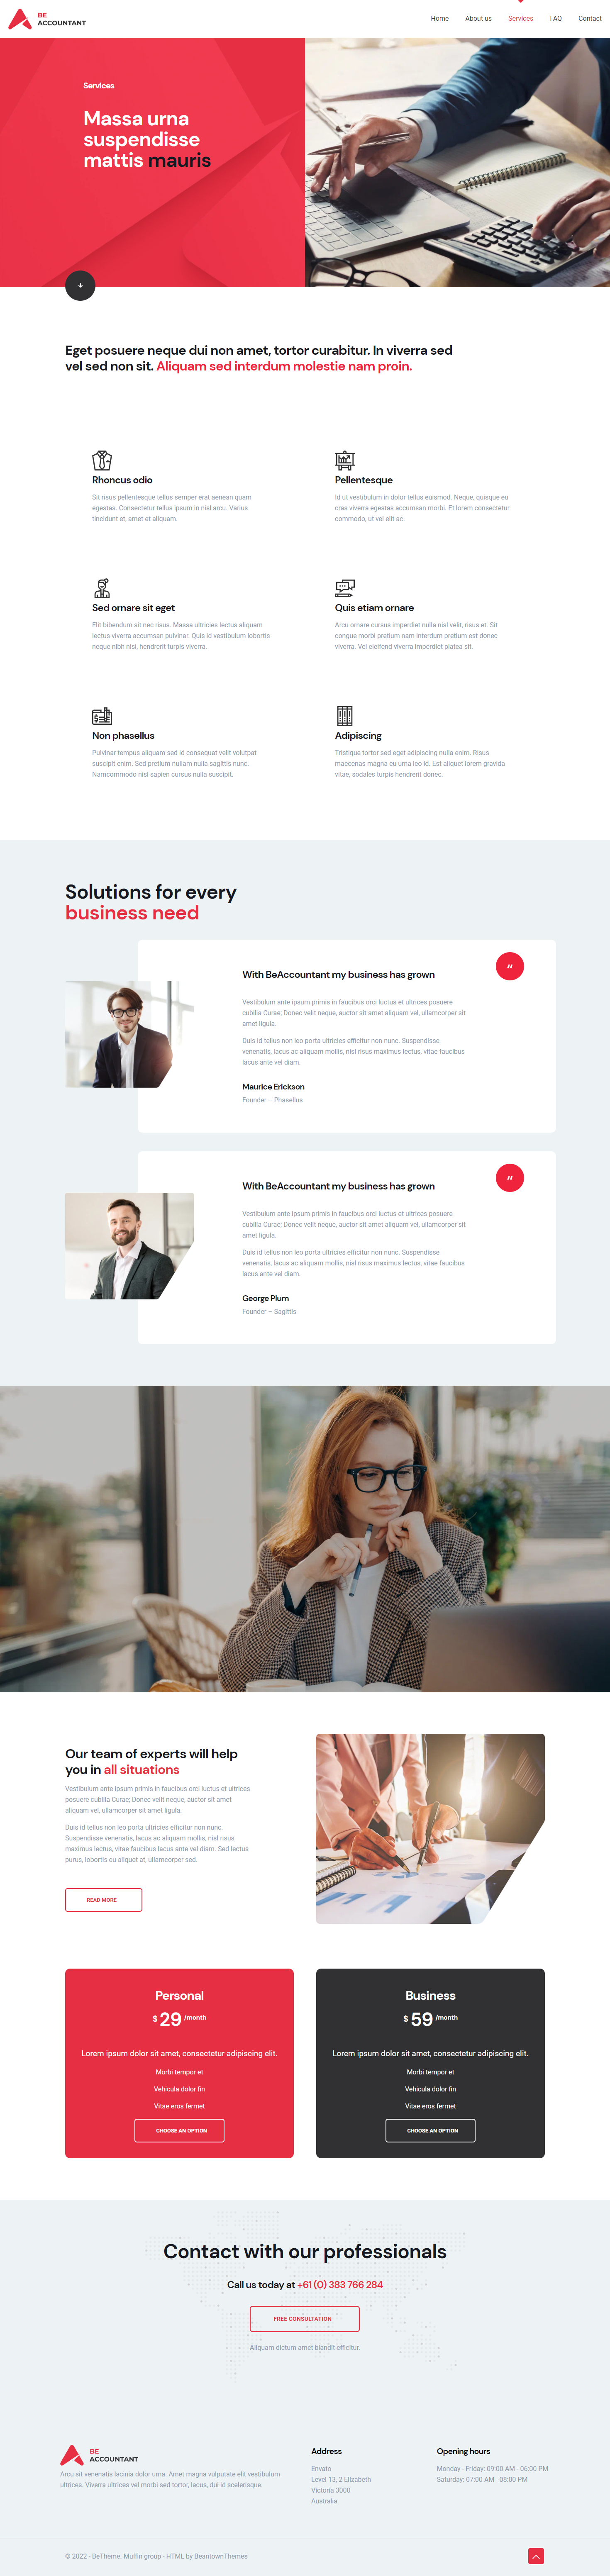 BE
ACCOUNTANT
Home About us Services FAQ Contact
Services
Massa urna
suspendisse
mattis mauris
Eget posuere neque dui non amet, tortor curabitur. In viverra sed
vel sed non sit. Aliquam sed interdum molestie nam proin.
Rhoncus odio
Sit risus pellentesque tellus semper erat aenean quam
egestas. Consectetur tellus ipsum in nisl arcu. Varius
tincidunt et, amet et aliquam.
Pellentesque
Id ut vestibulum in dolor tellus euismod. Neque, quisque eu
cras viverra egestas accumsan morbi. Et lorem consectetur
commodo, ut vel elit ac.
Sed ornare sit eget
Elit bibendum sit nec risus. Massa ultricies lectus aliquam
lectus viverra accumsan pulvinar. Quis id vestibulum lobortis
neque nibh nisi, hendrerit turpis viverra.
Quis etiam ornare
Arcu ornare cursus imperdiet nulla nisl velit, risus et. Sit
congue morbi pretium nam interdum pretium est donec
viverra. Vel eleifend viverra imperdiet platea sit.
Non phasellus
Pulvinar tempus aliquam sed id consequat velit volutpat
suscipit enim. Sed pretium nullam nulla sagittis nunc.
Namcommodo nisl sapien cursus nulla suscipit.
Adipiscing
Tristique tortor sed eget adipiscing nulla enim. Risus
maecenas magna eu urna leo id. Est aliquet lorem gravida
vitae, sodales turpis hendrerit donec.
Solutions for every
business need
“
With BeAccountant my business has grown
Vestibulum ante ipsum primis in faucibus orci luctus et ultrices posuere
cubilia Curae; Donec velit neque, auctor sit amet aliquam vel, ullamcorper sit
amet ligula.
Duis id tellus non leo porta ultricies efficitur non nunc. Suspendisse
venenatis, lacus ac aliquam mollis, nisl risus maximus lectus, vitae faucibus
lacus ante vel diam.
Maurice Erickson
Founder – Phasellus
“
With BeAccountant my business has grown
Vestibulum ante ipsum primis in faucibus orci luctus et ultrices posuere
cubilia Curae; Donec velit neque, auctor sit amet aliquam vel, ullamcorper sit
amet ligula.
Duis id tellus non leo porta ultricies efficitur non nunc. Suspendisse
venenatis, lacus ac aliquam mollis, nisl risus maximus lectus, vitae faucibus
lacus ante vel diam.
George Plum
Founder – Sagittis
Our team of experts will help
you in all situations
Vestibulum ante ipsum primis in faucibus orci luctus et ultrices
posuere cubilia Curae; Donec velit neque, auctor sit amet
aliquam vel, ullamcorper sit amet ligula.
Duis id tellus non leo porta ultricies efficitur non nunc.
Suspendisse venenatis, lacus ac aliquam mollis, nisl risus
maximus lectus, vitae faucibus lacus ante vel diam. Sed lectus
purus, lobortis eu aliquet at, ullamcorper sed.
READ MORE
Personal
$ 29 /month
Lorem ipsum dolor sit amet, consectetur adipiscing elit.
Morbi tempor et
Vehicula dolor fin
Vitae eros fermet
CHOOSE AN OPTION
Business
$ 59 /month
Lorem ipsum dolor sit amet, consectetur adipiscing elit.
Morbi tempor et
Vehicula dolor fin
Vitae eros fermet
CHOOSE AN OPTION
Contact with our professionals
Call us today at +61 (0) 383 766 284
FREE CONSULTATION
Aliquam dictum amet blandit efficitur.
BE
ACCOUNTANT
Arcu sit venenatis lacinia dolor urna. Amet magna vulputate elit vestibulum
ultrices. Viverra ultrices vel morbi sed tortor, lacus, dui id scelerisque.
Address
Envato
Level 13, 2 Elizabeth
Victoria 3000
Australia
Opening hours
Monday - Friday: 09:00 AM - 06:00 PM
Saturday: 07:00 AM - 08:00 PM
© 2022 - BeTheme. Muffin group - HTML by BeantownThemes